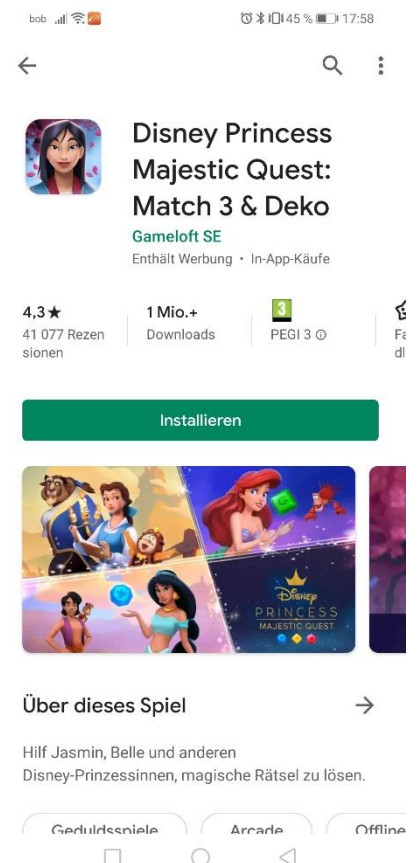 bob 45 % 17:58
Disney Princess
Majestic Quest:
Match 3 & Deko
Gameloft SE
Enthält Werbung • In-App-Käufe
4,3★ 1 Mio.+ 3
41 077 Rezen Downloads PEGI 3
sionen
Installieren
Disney
PRINCESS
MAJESTIC QUEST
Über dieses Spiel
Hilf Jasmin, Belle und anderen
Disney-Prinzessinnen, magische Rätsel zu lösen.
Geduldsspiele Arcade Offline